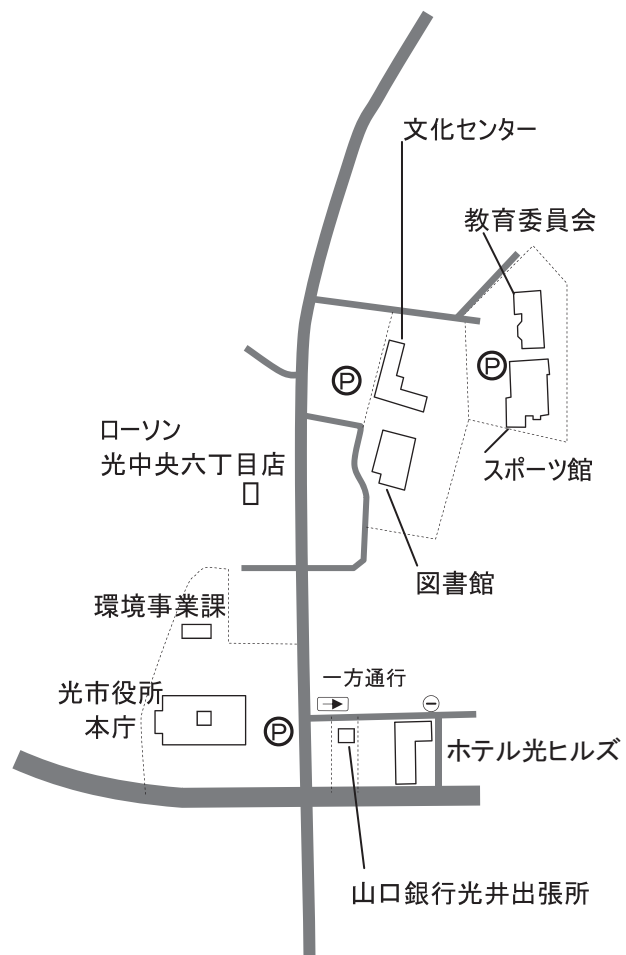 文化センター
教育委員会
P
P
ローソン
光中央六丁目店
スポーツ館
図書館
環境事業課
一方通行
光市役所
本庁
P
ホテル光ヒルズ
山口銀行光井出張所